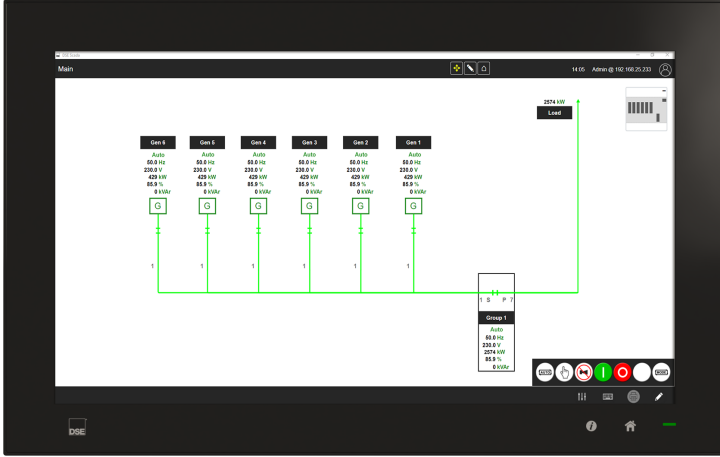 DSE Guide
Main
14:05 Admin @ 192.168.25.233
2574 kW
Load
Gen 6 Gen 5 Gen 4 Gen 3 Gen 2 Gen 1
Auto Auto Auto Auto Auto Auto
50.0 Hz 50.0 Hz 50.0 Hz 50.0 Hz 50.0 Hz 50.0 Hz
230.0 V 230.0 V 230.0 V 230.0 V 230.0 V 230.0 V
429 kW 429 kW 429 kW 429 kW 429 kW 429 kW
85.9 % 85.9 % 85.9 % 85.9 % 85.9 % 85.9 %
0 kVAr 0 kVAr 0 kVAr 0 kVAr 0 kVAr 0 kVAr
G G G G G G
1 1 1 1 1 1
1 S P 7
Group 1
Auto
50.0 Hz
230.0 V
2574 kW
85.9 %
0 kVAr
AUTO MODE
DSE